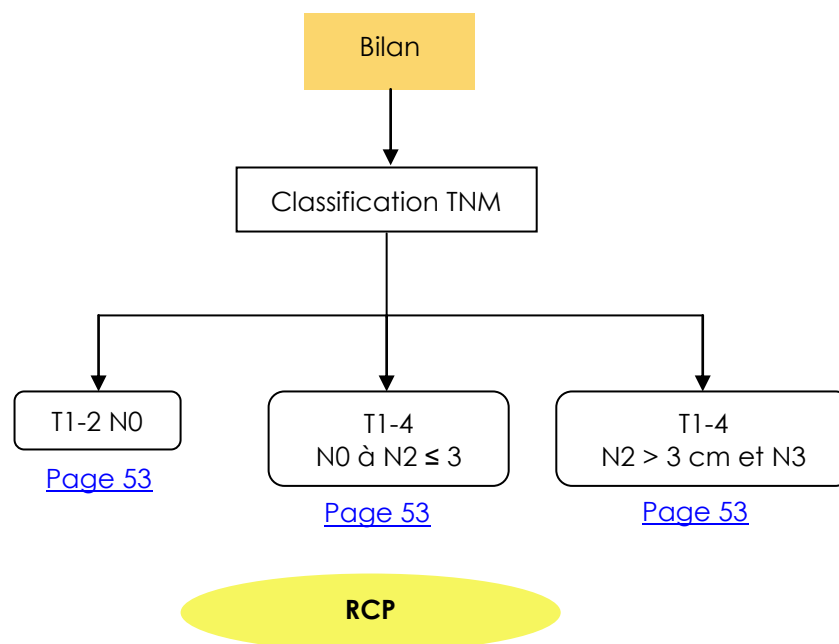 Bilan
Classification TNM
T1-2 N0
Page 53
T1-4
N0 à N2 ≤ 3
Page 53
T1-4
N2 > 3 cm et N3
Page 53
RCP